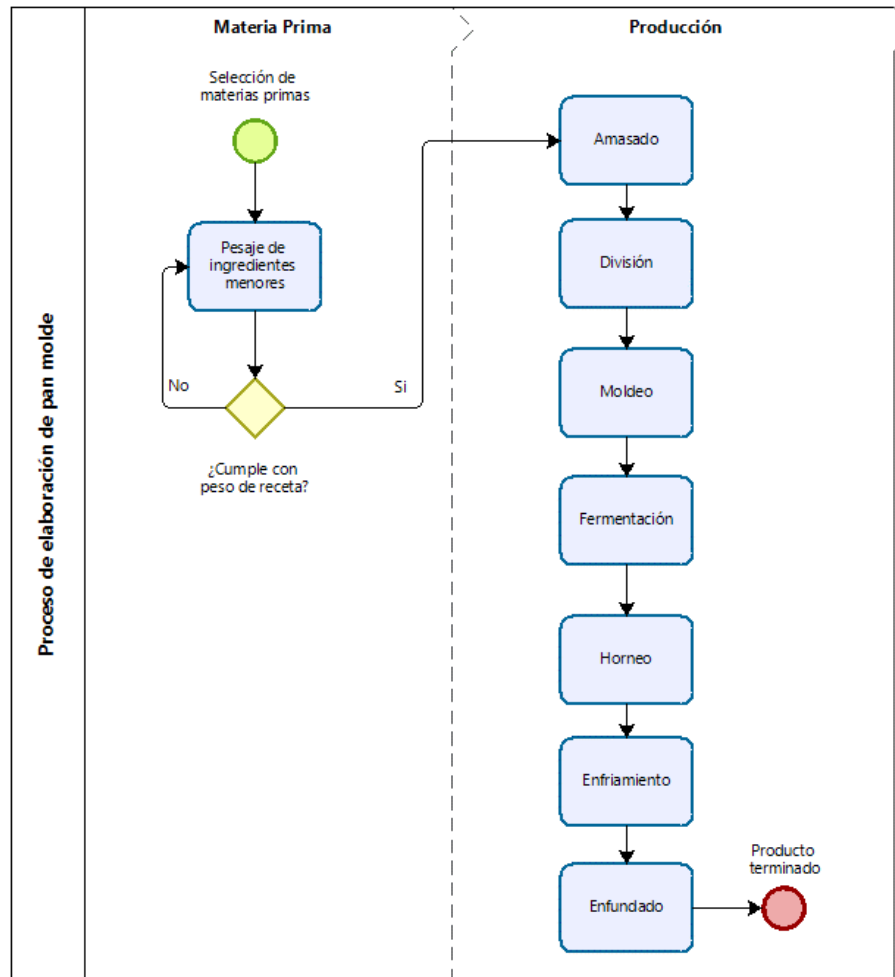 Proceso de elaboración de pan molde
Materia Prima
Producción
Selección de
materias primas
Pesaje de
ingredientes
menores
No
Si
¿Cumple con
peso de receta?
Amasado
División
Moldeo
Fermentación
Horneo
Enfriamiento
Enfundado
Producto
terminado